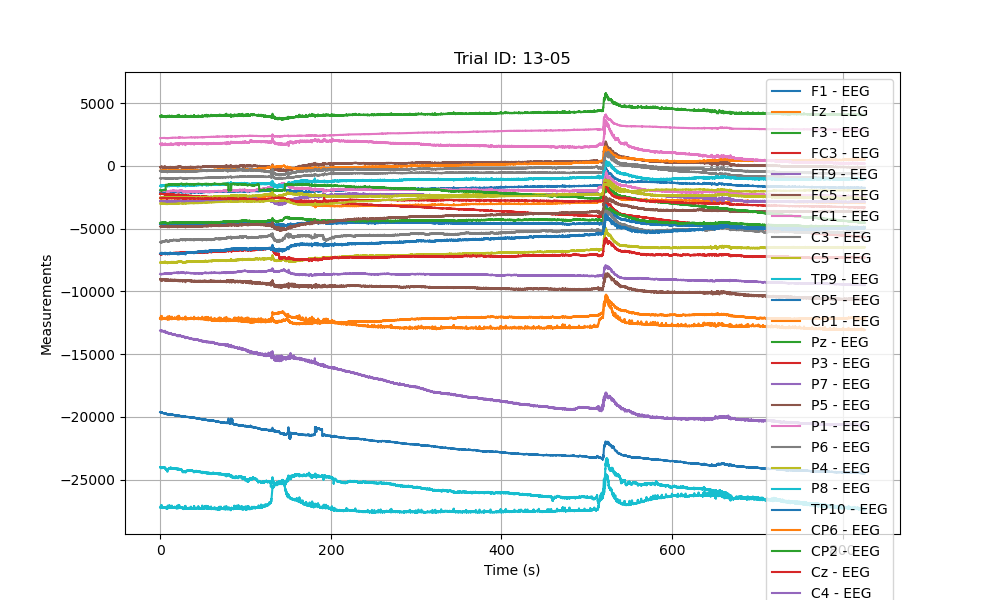 Trial ID: 13-05
Measurements
5000
0
−5000
−10000
−15000
−20000
−25000
0
200
400
600
800
Time (s)
F1 - EEG
Fz - EEG
F3 - EEG
FC3 - EEG
FT9 - EEG
FC5 - EEG
FC1 - EEG
C3 - EEG
C5 - EEG
TP9 - EEG
CP5 - EEG
CP1 - EEG
Pz - EEG
P3 - EEG
P7 - EEG
P5 - EEG
P1 - EEG
P6 - EEG
P4 - EEG
P8 - EEG
TP10 - EEG
CP6 - EEG
CP2 - EEG
Cz - EEG
C4 - EEG